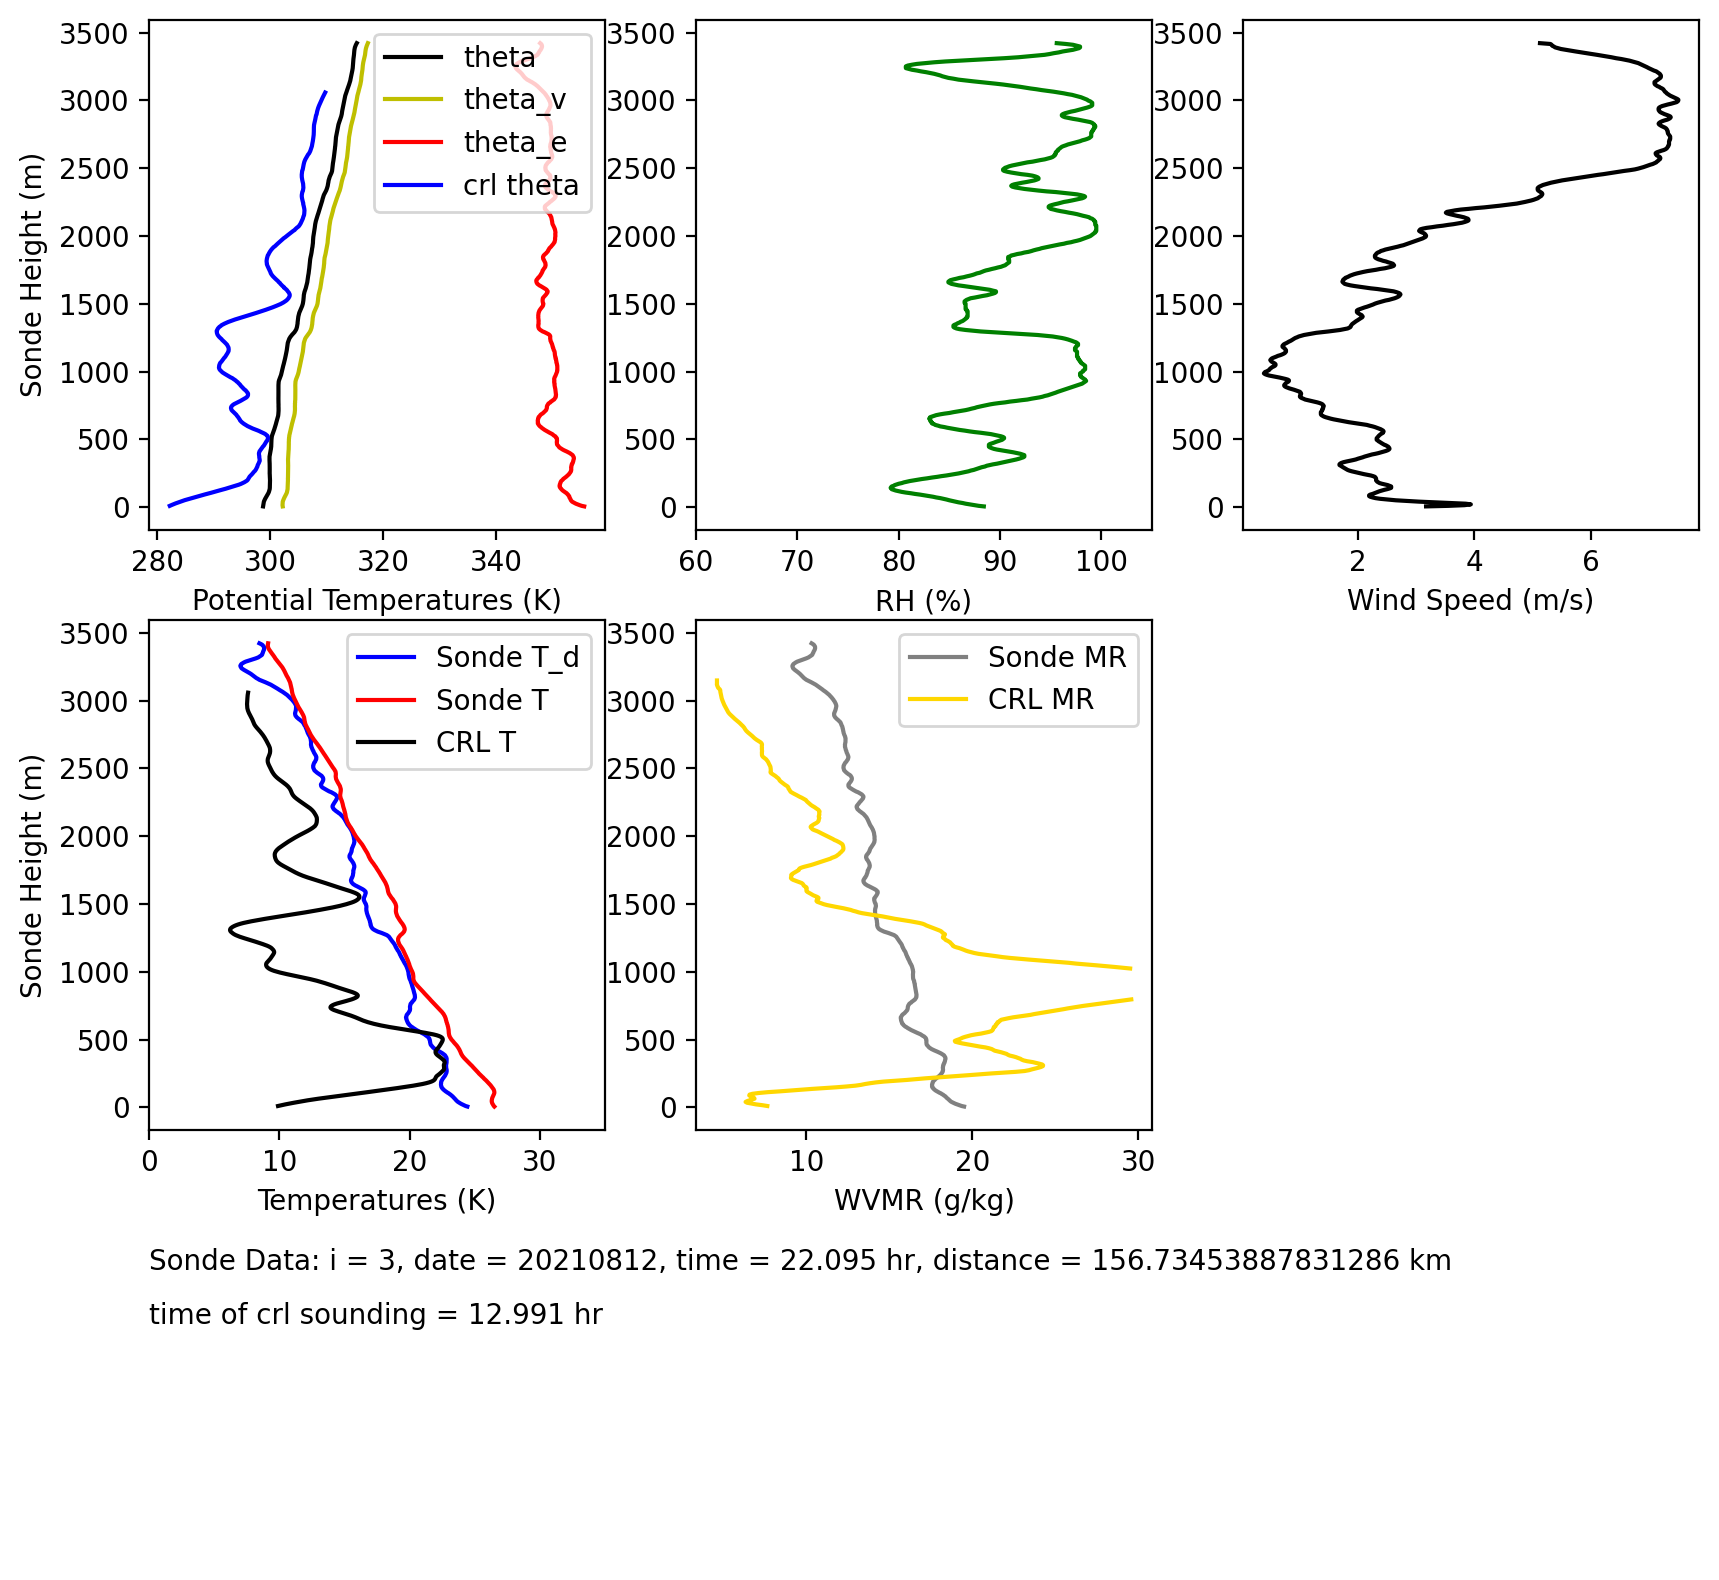 3500
3000
2500
2000
1500
1000
500
0
Sonde Height (m)
280 300 320 340
Potential Temperatures (K)
theta
theta_v
theta_e
crl theta
3500
3000
2500
2000
1500
1000
500
0
60 70 80 90 100
RH (%)
3500
3000
2500
2000
1500
1000
500
0
2 4 6
Wind Speed (m/s)
3500
3000
2500
2000
1500
1000
500
0
Sonde Height (m)
0 10 20 30
Temperatures (K)
Sonde T_d
Sonde T
CRL T
3500
3000
2500
2000
1500
1000
500
0
10 20 30
WVMR (g/kg)
Sonde MR
CRL MR
Sonde Data: i = 3, date = 20210812, time = 22.095 hr, distance = 156.73453887831286 km
time of crl sounding = 12.991 hr